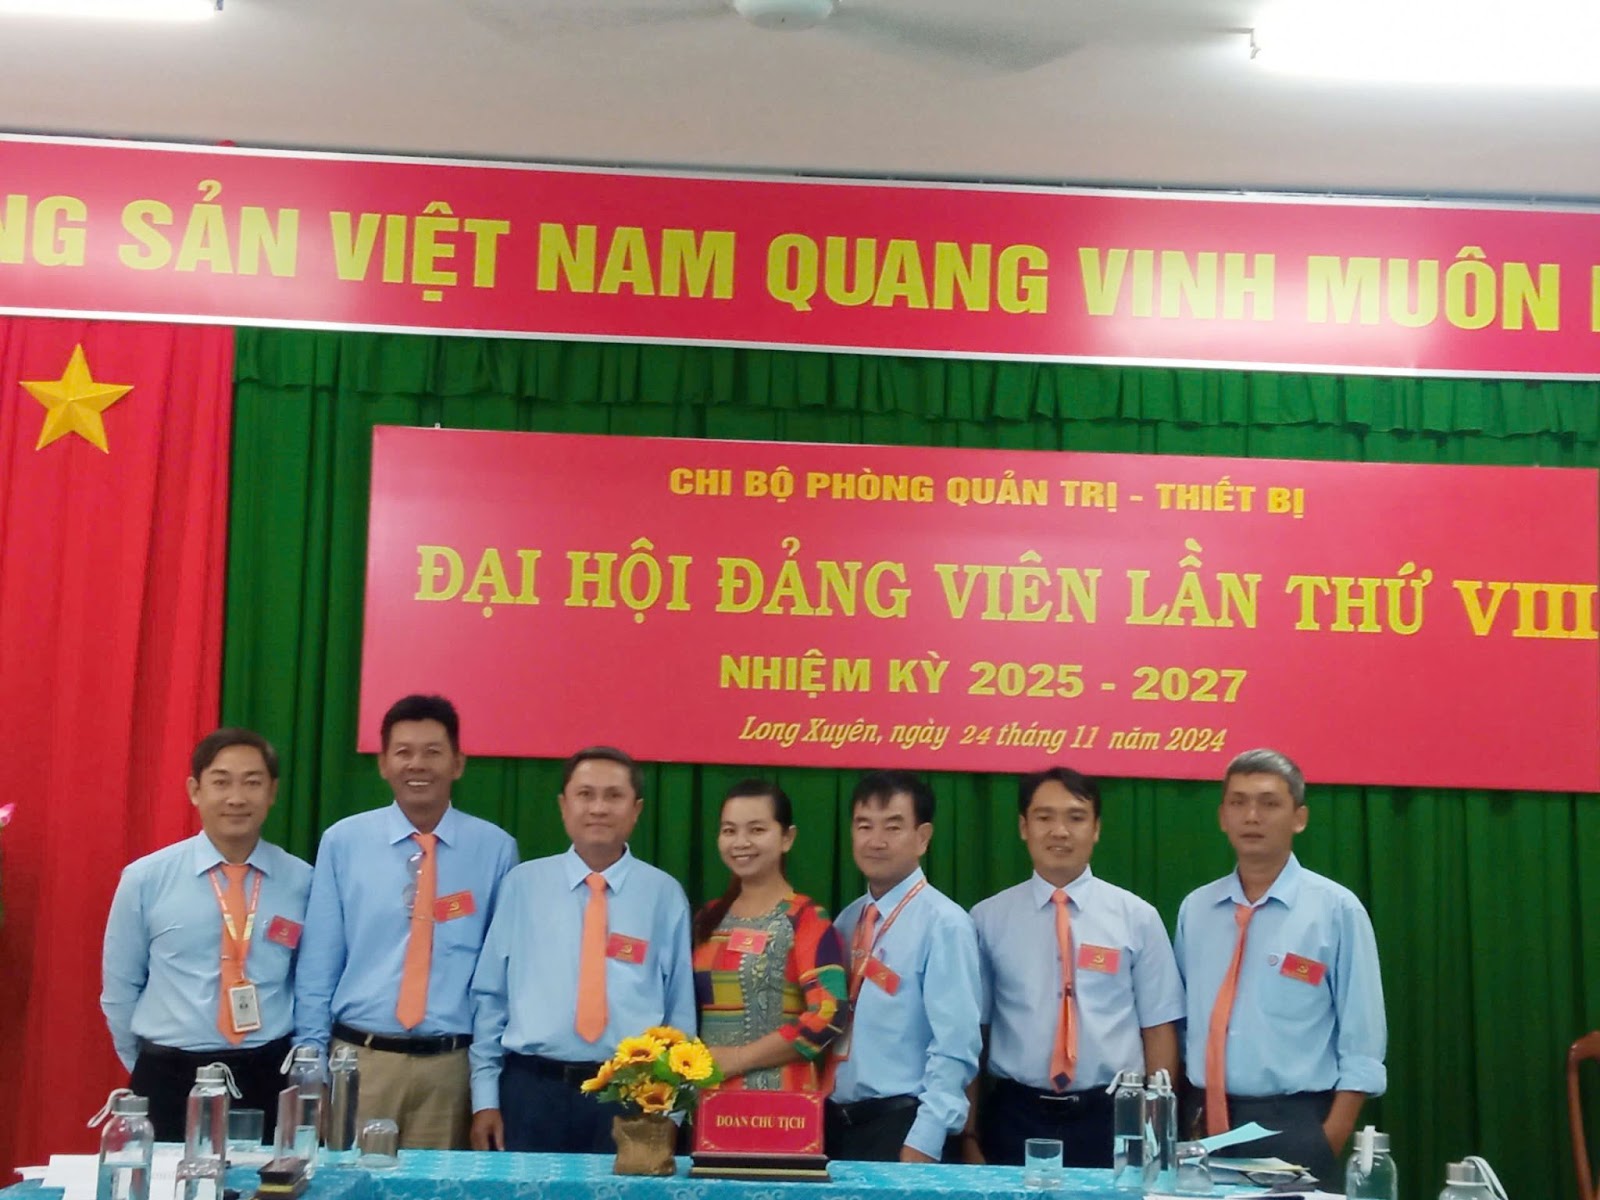 NG SẢN VIỆT NAM QUANG VINH MUÔN
CHI BỘ PHÒNG QUẢN TRỊ - THIẾT BỊ
ĐẠI HỘI ĐẢNG VIÊN LẦN THỨ VIII
NHIỆM KỲ 2025 - 2027
Long Xuyên, ngày 24 tháng 11 năm 2024
ĐOÀN CHỦ TỊCH